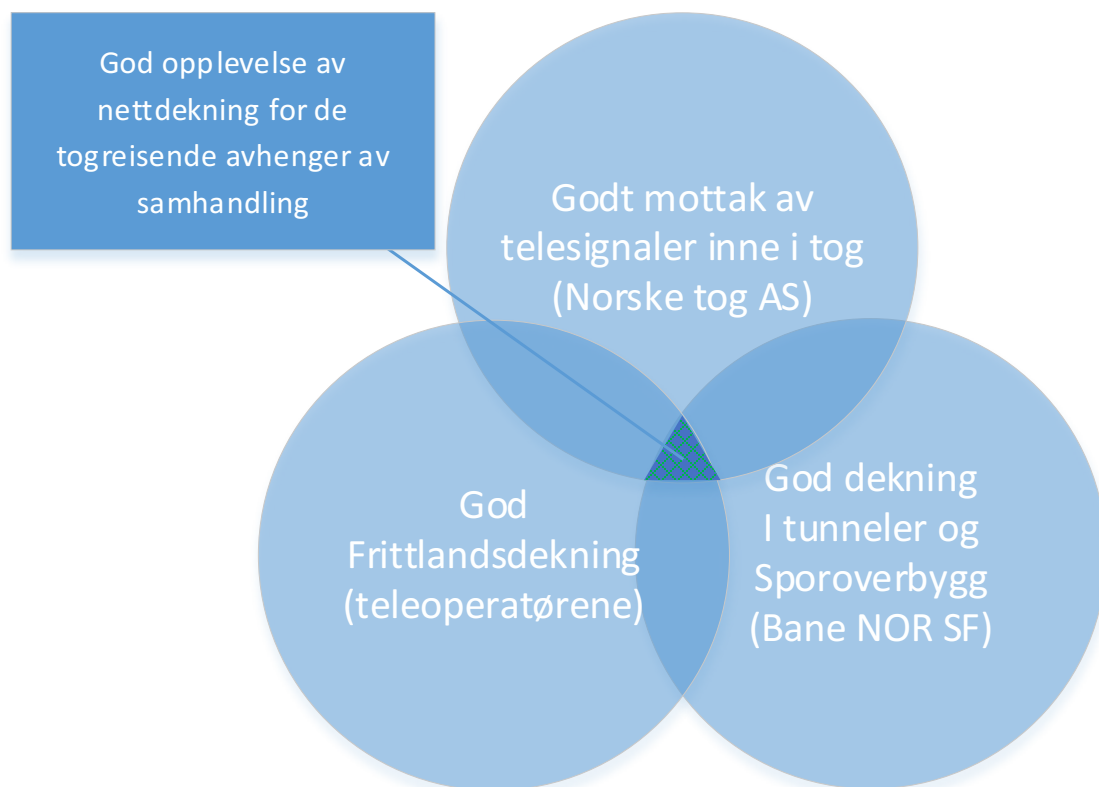 God opplevelse av
nettdekning for de
togreisende avhenger av
samhandling
Godt mottak av
telesignaler inne i tog
(Norske tog AS)
God
Frittlandsdekning
(teleoperatørene)
God dekning
I tunneler og
Sporoverbygg
(Bane NOR SF)